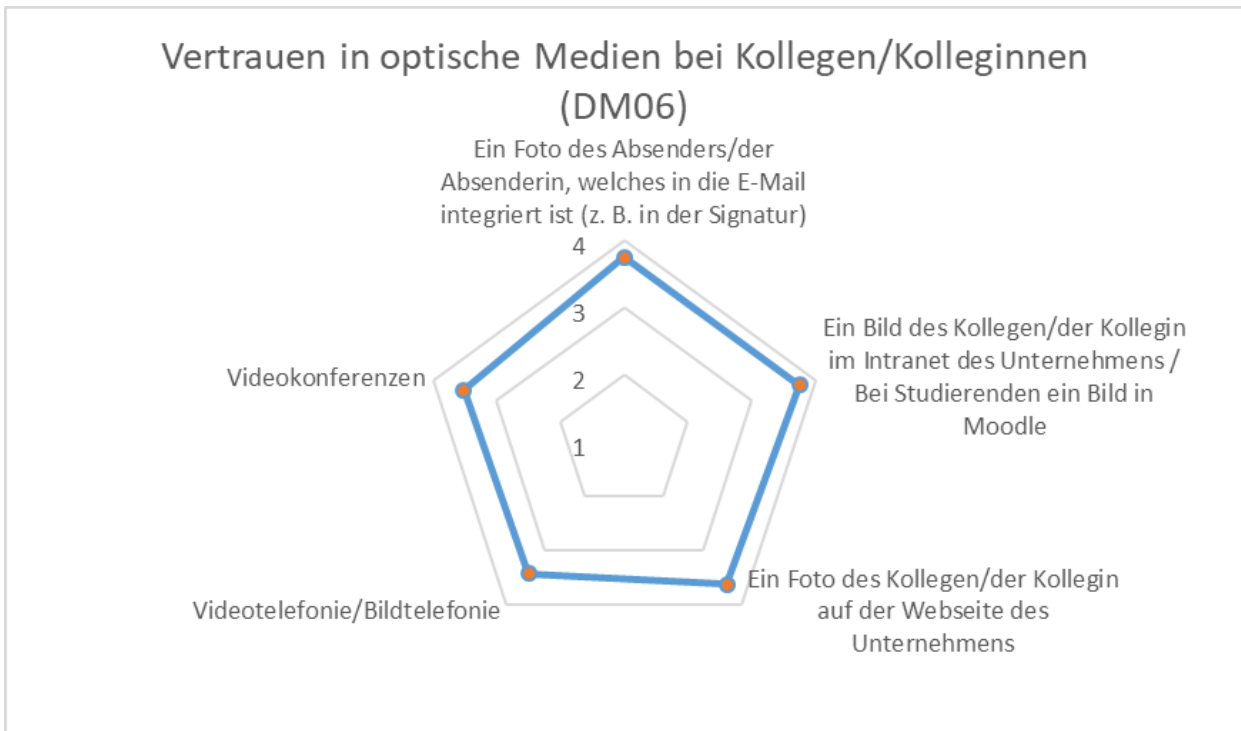 Vertrauen in optische Medien bei Kollegen/Kolleginnen
(DM06)
Ein Foto des Absenders/der
Absenderin, welches in die E-Mail
integriert ist (z. B. in der Signatur)
4
3
2
1
Ein Bild des Kollegen/der Kollegin
im Intranet des Unternehmens /
Bei Studierenden ein Bild in
Moodle
Ein Foto des Kollegen/der Kollegin
auf der Webseite des
Unternehmens
Videotelefonie/Bildtelefonie
Videokonferenzen